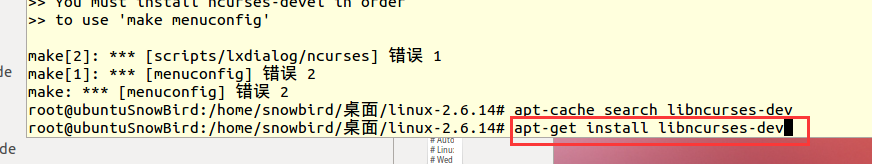 >> You must install ncurses-devel in order
>> to use 'make menuconfig'
de
make[2]: *** [scripts/lxdialog/ncurses] 错误 1
make[1]: *** [menuconfig] 错误 2
make: *** [menuconfig] 错误 2
root@ubuntuSnowBird:/home/snowbird/桌面/linux-2.6.14# apt-cache search libncurses-dev
root@ubuntuSnowBird:/home/snowbird/桌面/linux-2.6.14# apt-get install libncurses-dev
de
# Auto
# Linu:
# Wed